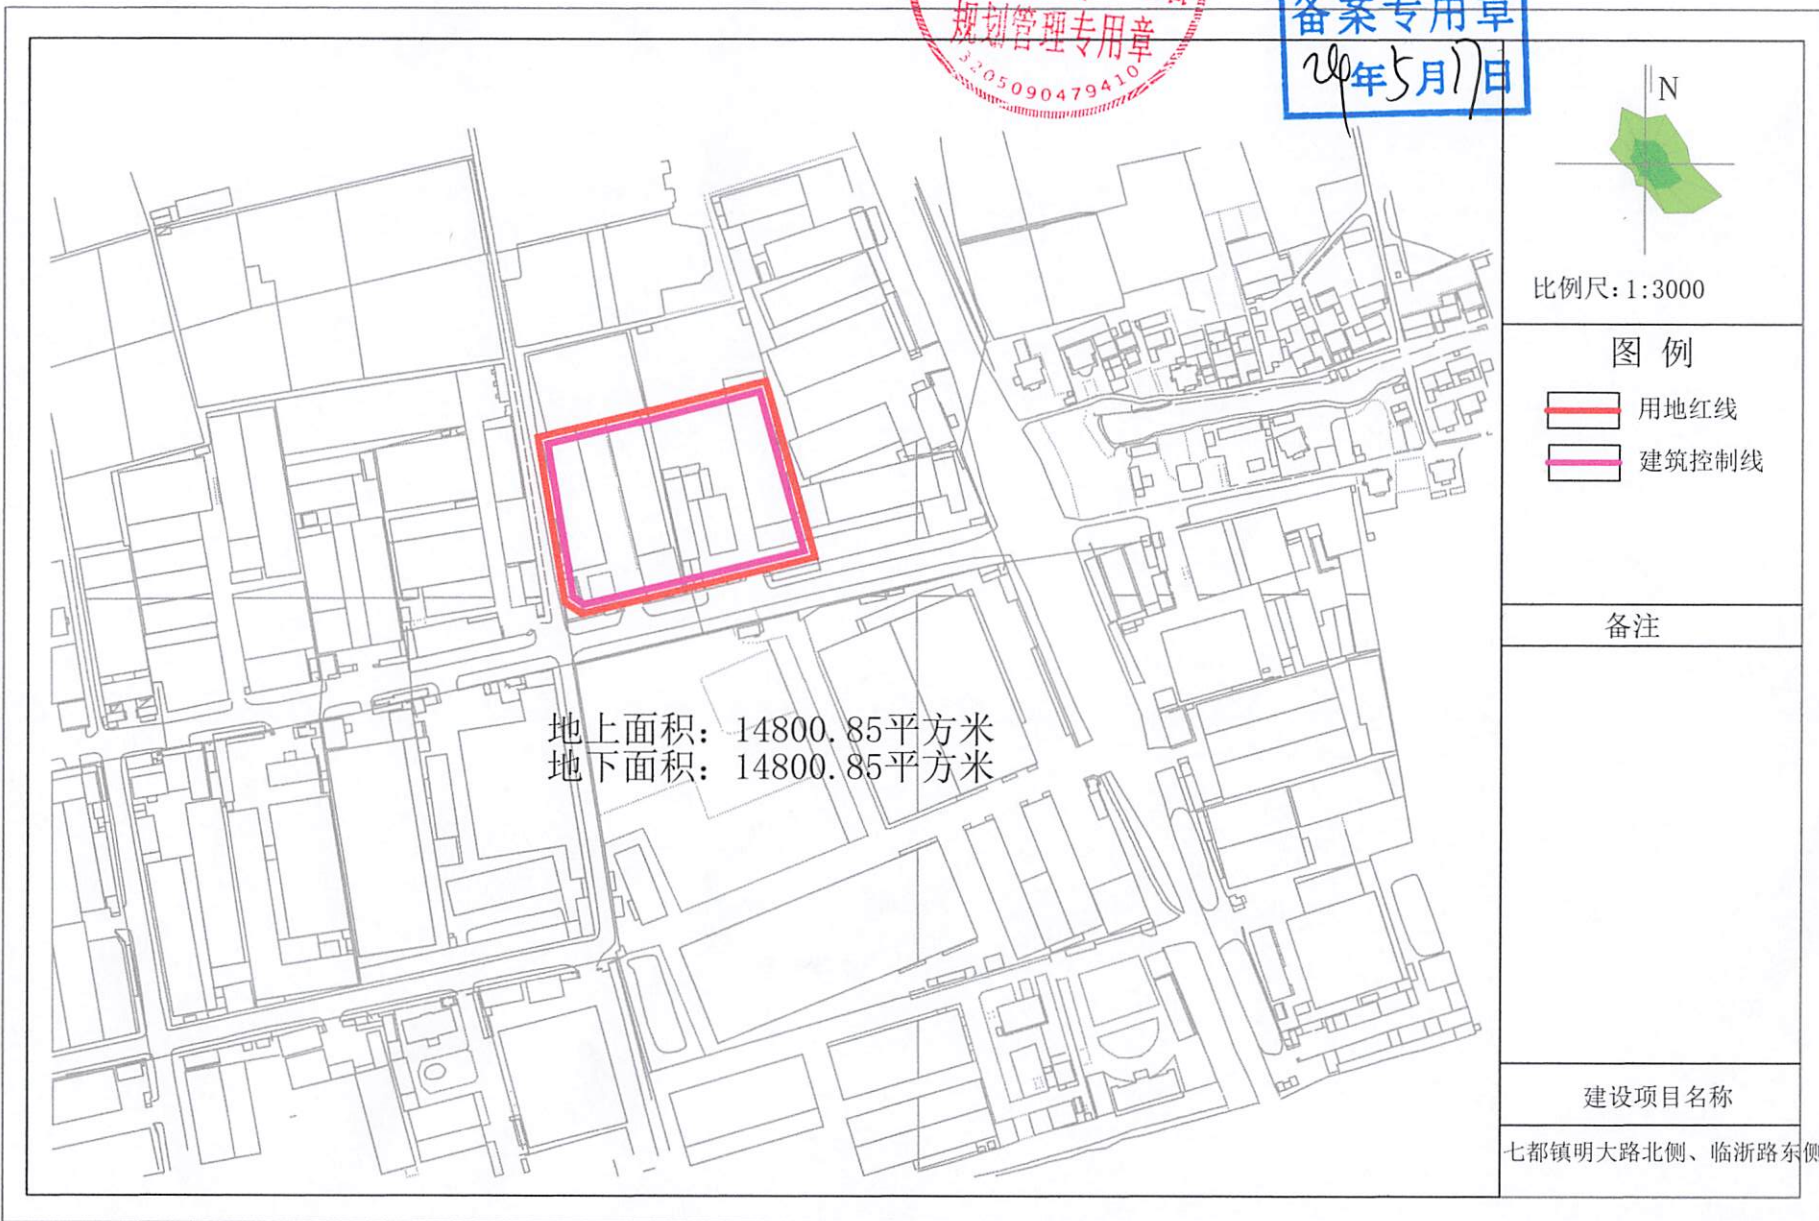 规划管理专用章
3205090479410
备案专用章
24年5月17日
N
比例尺:1:3000
图 例
用地红线
建筑控制线
备注
地上面积: 14800.85平方米
地下面积: 14800.85平方米
建设项目名称
七都镇明大路北侧、临浙路东侧